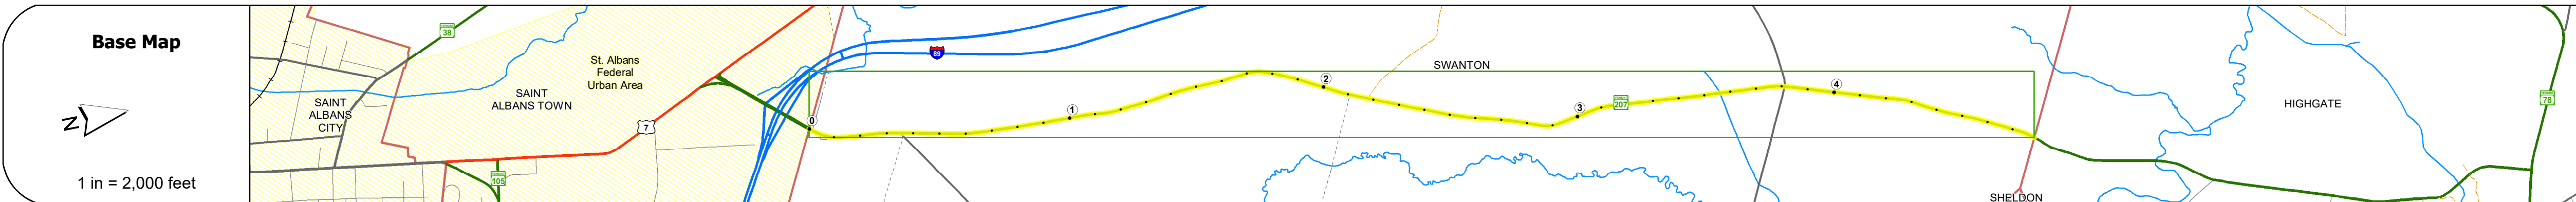 Base Map
N
1 in = 2,000 feet
38
SAINT
ALBANS
CITY
SAINT
ALBANS TOWN
St. Albans
Federal
Urban Area
105
7
89
0
1
2
SWANTON
3
207
4
SHELDON
HIGHGATE
78